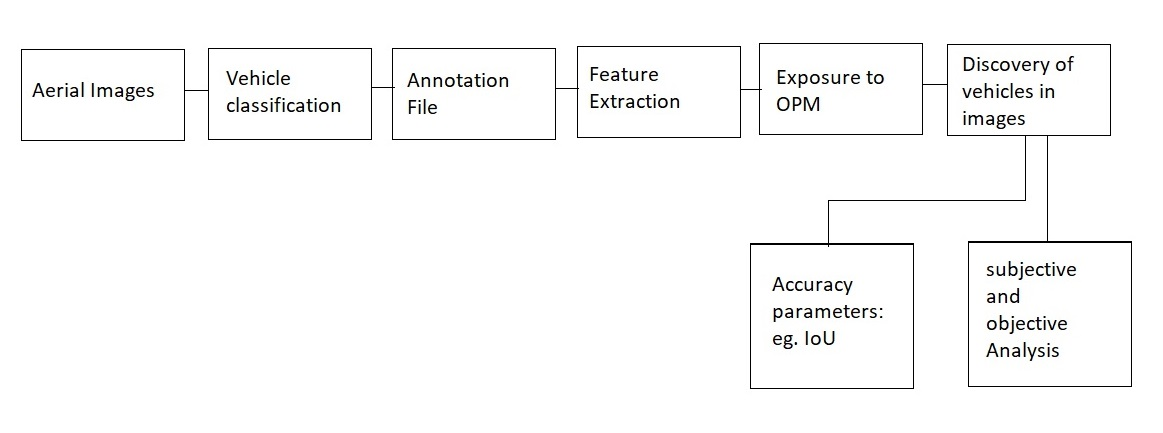 Aerial Images
Vehicle
classification
Annotation
File
Feature
Extraction
Exposure to
OPM
Discovery of
vehicles in
images
Accuracy
parameters:
eg. IoU
subjective
and
objective
Analysis